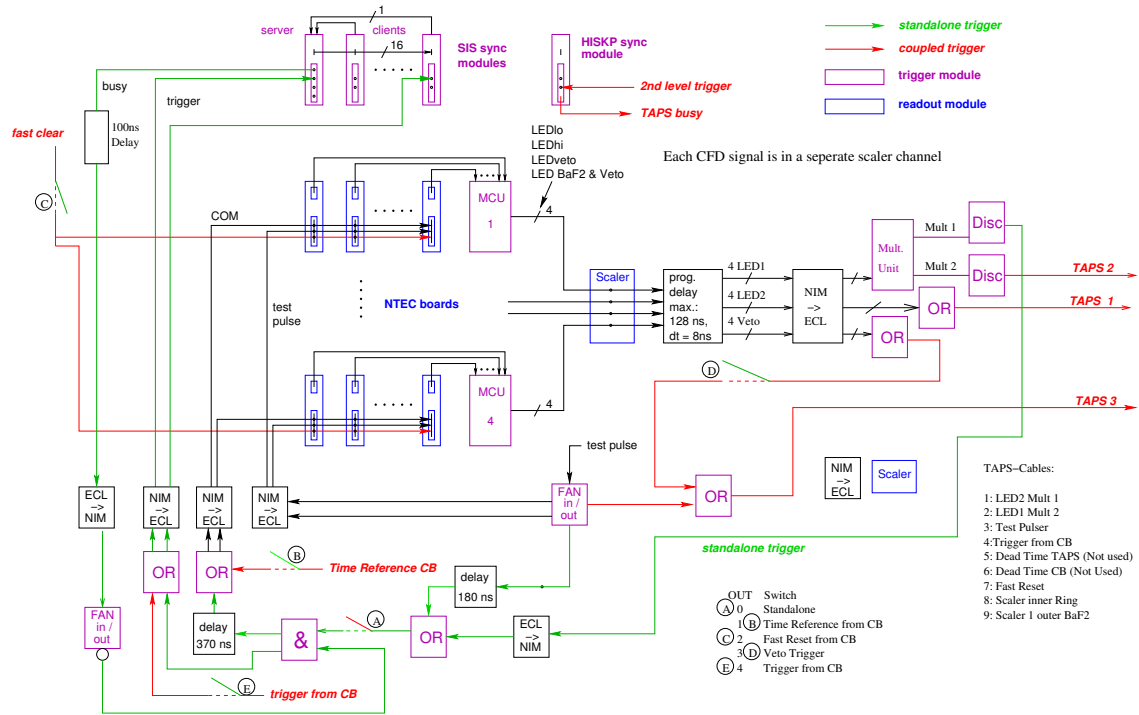 1
server
clients
16
SIS sync
modules
HISKP sync
module
2nd level trigger
TAPS busy
standalone trigger
coupled trigger
trigger module
readout module
busy
trigger
fast clear
100ns
Delay
LEDlo
LEDhi
LEDveto
LED BaF2 & Veto
Each CFD signal is in a seperate scaler channel
C
COM
MCU
1
4
test
pulse
NTEC boards
Scaler
prog.
delay
max.:
128 ns,
dt = 8ns
4 LED1
4 LED2
4 Veto
NIM
->
ECL
Mult.
Unit
Mult 1
Mult 2
Disc
Disc
OR
OR
TAPS 2
TAPS 1
D
MCU
4
4
TAPS 3
test pulse
ECL
->
NIM
NIM
->
ECL
NIM
->
ECL
NIM
->
ECL
FAN
in /
out
OR
NIM
->
ECL
Scaler
TAPS-Cables:
1: LED2 Mult 1
2: LED1 Mult 2
3: Test Pulser
4:Trigger from CB
5: Dead Time TAPS (Not used)
6: Dead Time CB (Not Used)
7: Fast Reset
8: Scaler inner Ring
9: Scaler 1 outer BaF2
standalone trigger
OR
OR
B
Time Reference CB
delay
180 ns
FAN
in /
out
delay
370 ns
&
A
OR
ECL
->
NIM
E
trigger from CB
OUT Switch
A 0 Standalone
1 B Time Reference from CB
C 2 Fast Reset from CB
3 D Veto Trigger
E 4 Trigger from CB